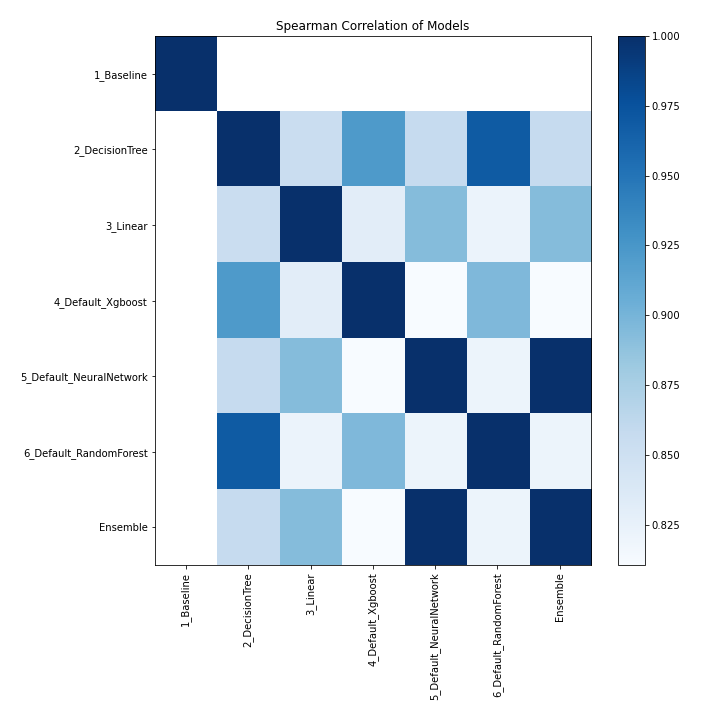 Spearman Correlation of Models
1_Baseline
2_DecisionTree
3_Linear
4_Default_Xgboost
5_Default_NeuralNetwork
6_Default_RandomForest
Ensemble
1_Baseline
2_DecisionTree
3_Linear
4_Default_Xgboost
5_Default_NeuralNetwork
6_Default_RandomForest
Ensemble
1.000
0.975
0.950
0.925
0.900
0.875
0.850
0.825